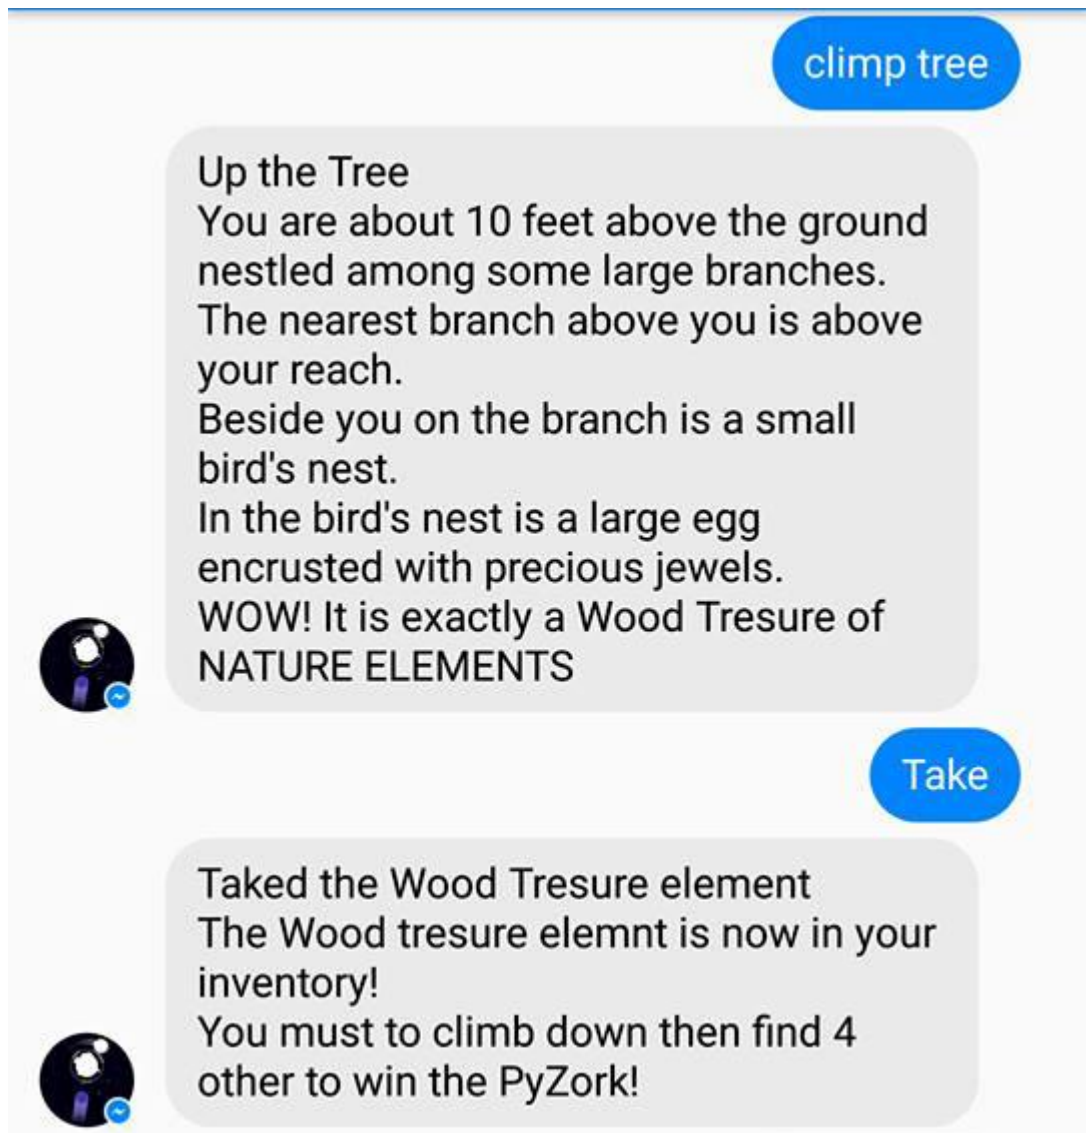 climp tree
Up the Tree
You are about 10 feet above the ground
nestled among some large branches.
The nearest branch above you is above
your reach.
Beside you on the branch is a small
bird's nest.
In the bird's nest is a large egg
encrusted with precious jewels.
WOW! It is exactly a Wood Tresure of
NATURE ELEMENTS
Take
Taked the Wood Tresure element
The Wood tresure elemnt is now in your
inventory!
You must to climb down then find 4
other to win the PyZork!